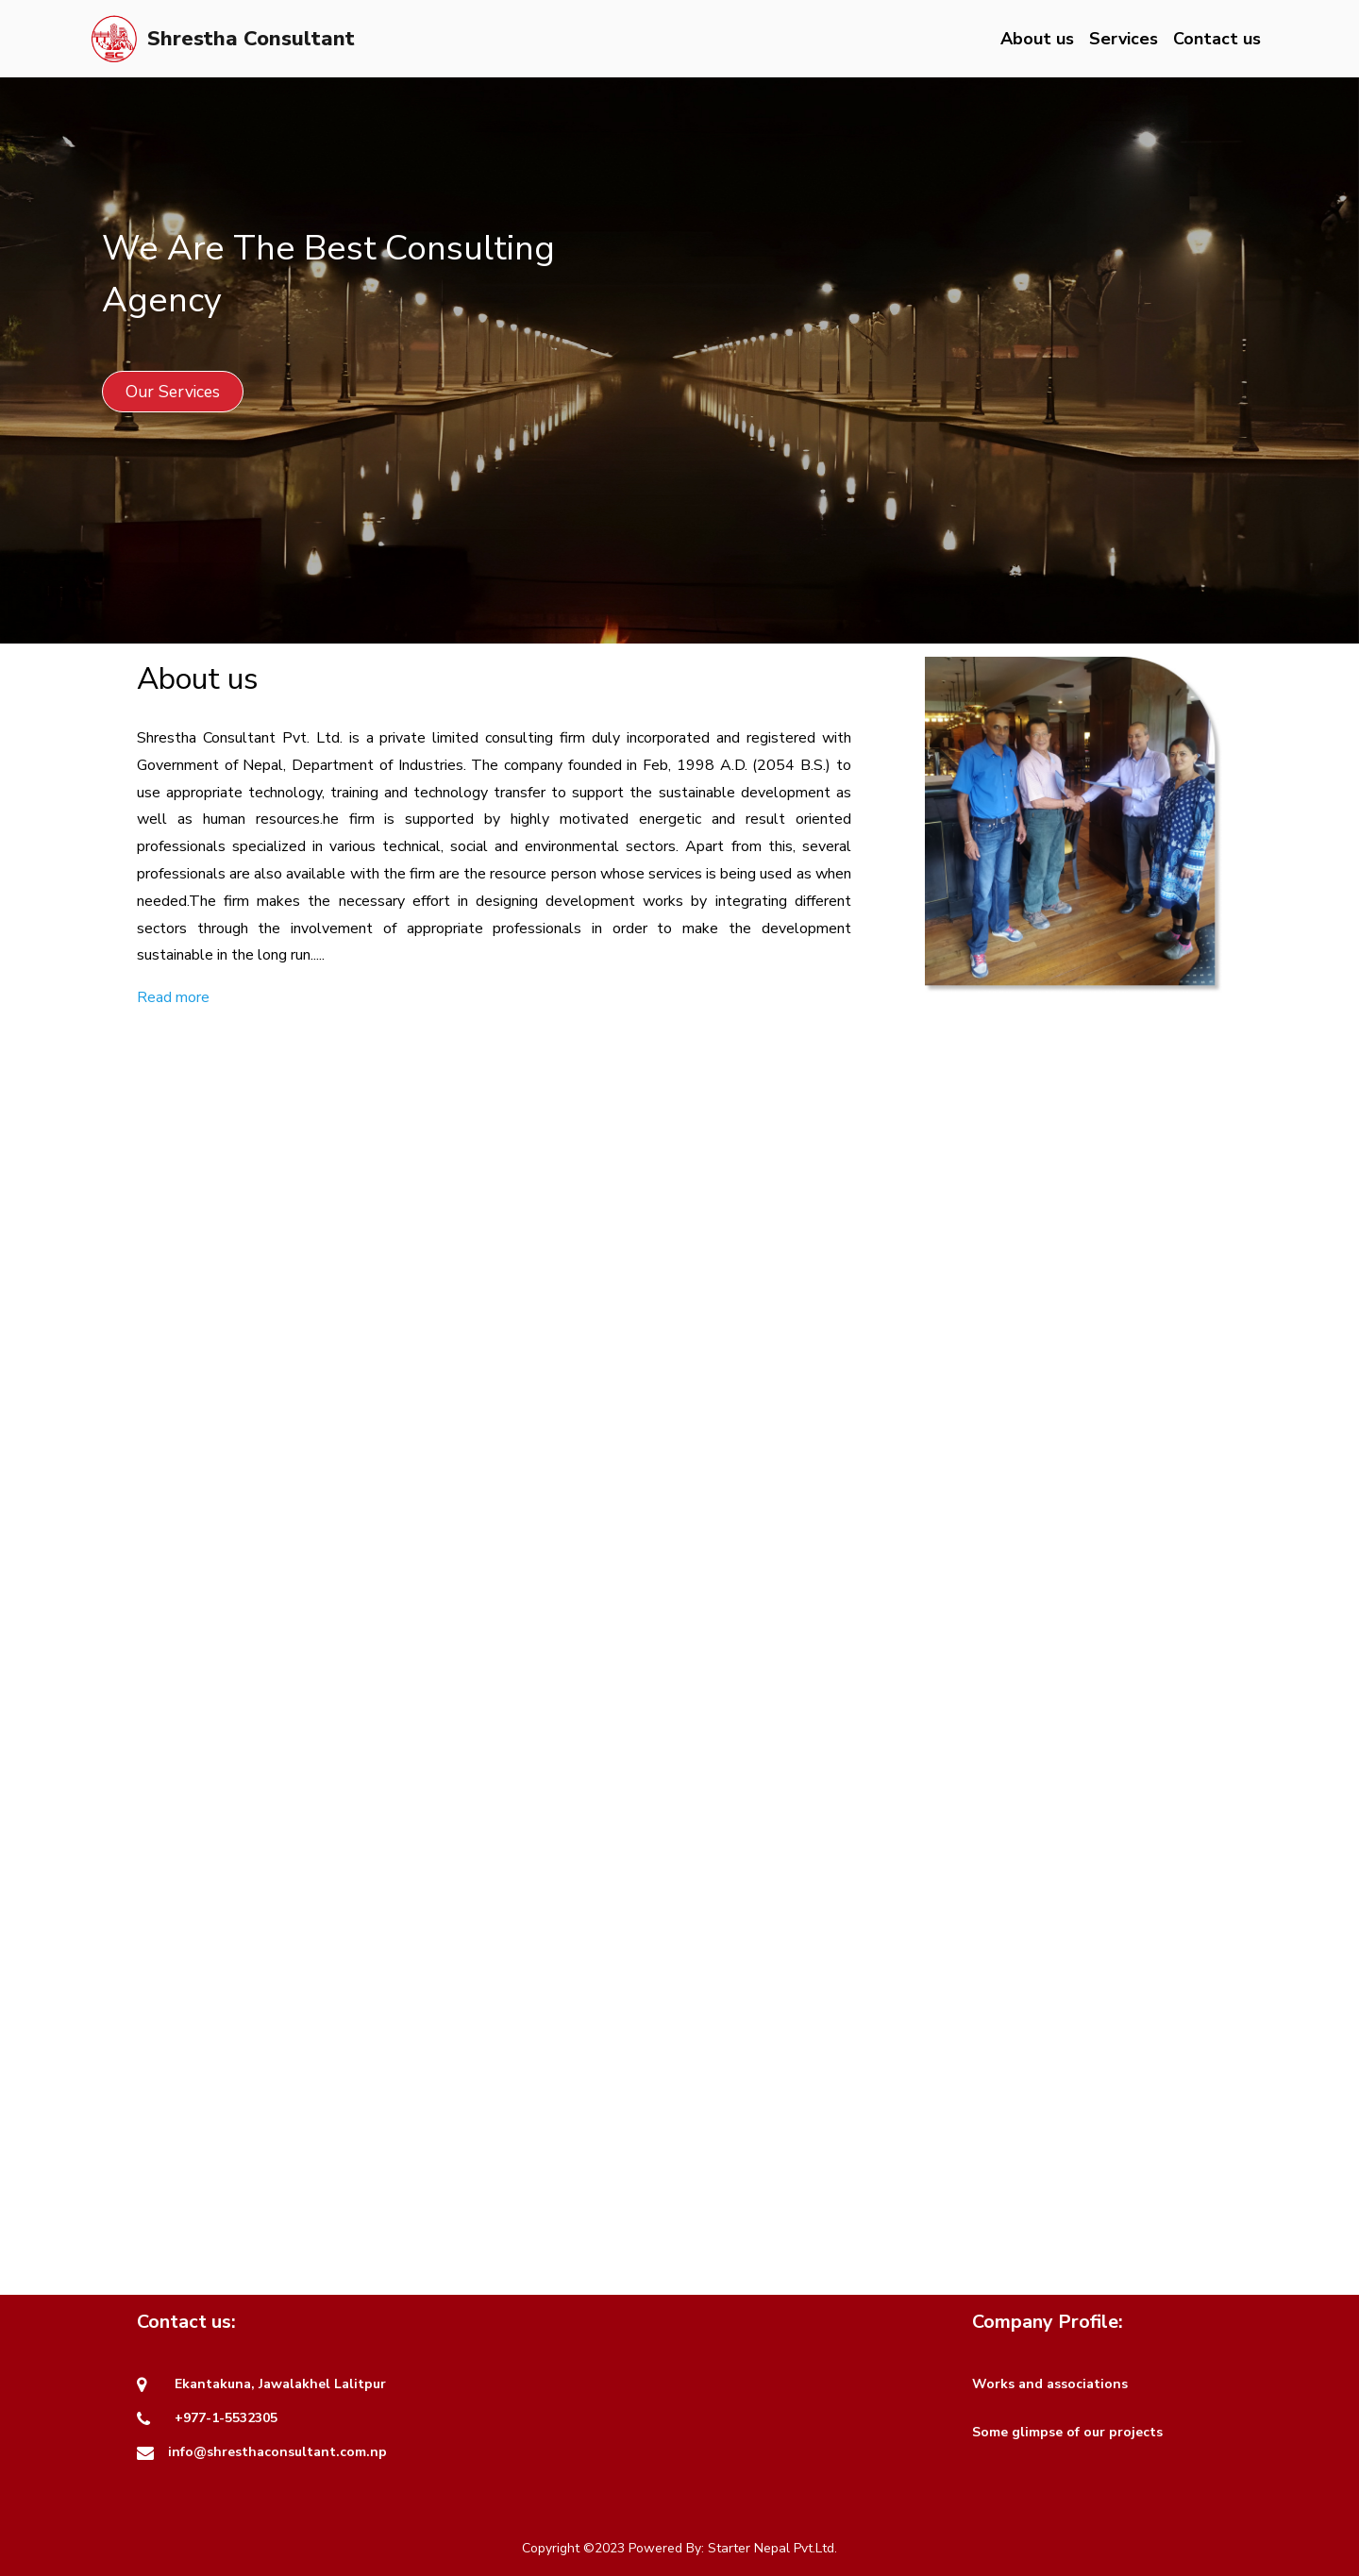 SC
Shrestha Consultant
About us Services Contact us
We Are The Best Consulting
Agency
Our Services
About us
Shrestha Consultant Pvt. Ltd. is a private limited consulting firm duly incorporated and registered with
Government of Nepal, Department of Industries. The company founded in Feb, 1998 A.D. (2054 B.S.) to
use appropriate technology, training and technology transfer to support the sustainable development as
well as human resources.he firm is supported by highly motivated energetic and result oriented
professionals specialized in various technical, social and environmental sectors. Apart from this, several
professionals are also available with the firm are the resource person whose services is being used as when
needed.The firm makes the necessary effort in designing development works by integrating different
sectors through the involvement of appropriate professionals in order to make the development
sustainable in the long run.....
Read more
Contact us:
Ekantakuna, Jawalakhel Lalitpur
+977-1-5532305
info@shresthaconsultant.com.np
Company Profile:
Works and associations
Some glimpse of our projects
Copyright ©2023 Powered By: Starter Nepal Pvt.Ltd.